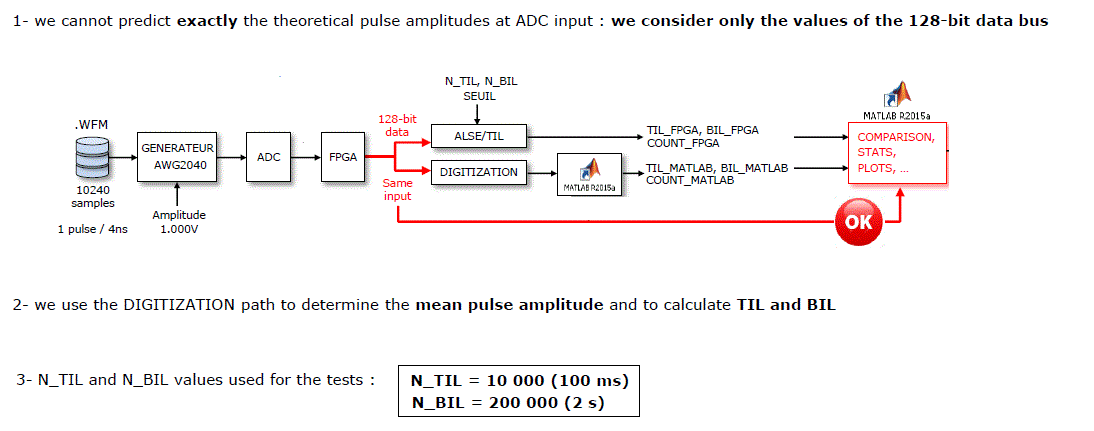 1- we cannot predict exactly the theoretical pulse amplitudes at ADC input : we consider only the values of the 128-bit data bus
N_TIL, N_BIL
SEUIL
.WFM
10240
samples
1 pulse / 4ns
GENERATEUR
AWG2040
Amplitude
1.000V
ADC
FPGA
128-bit
data
Same
input
ALSE/TIL
DIGITIZATION
MATLAB R2015a
TIL_FPGA, BIL_FPGA
COUNT_FPGA
TIL_MATLAB, BIL_MATLAB
COUNT_MATLAB
MATLAB R2015a
COMPARISON,
STATS,
PLOTS, ...
OK
2- we use the DIGITIZATION path to determine the mean pulse amplitude and to calculate TIL and BIL
3- N_TIL and N_BIL values used for the tests :
N_TIL = 10 000 (100 ms)
N_BIL = 200 000 (2 s)